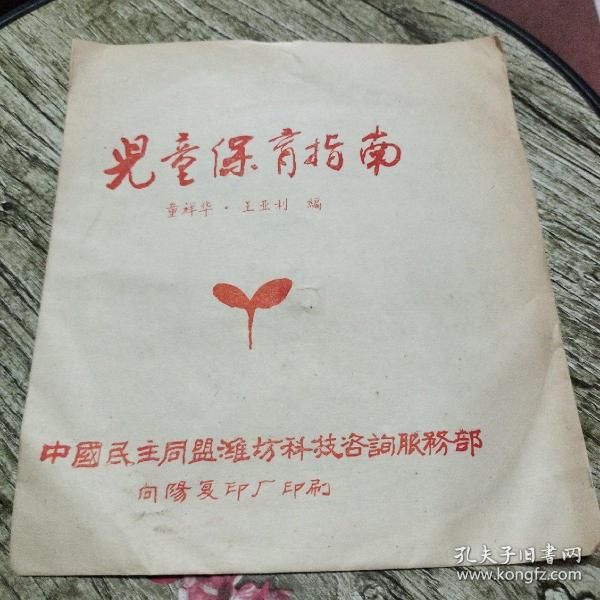 兒童保育指南
童祥华·王亚利 编
中國民主同盟潍坊科技咨詢服務部
向陽复印厂印刷
孔夫子旧书网
www.kongfz.com